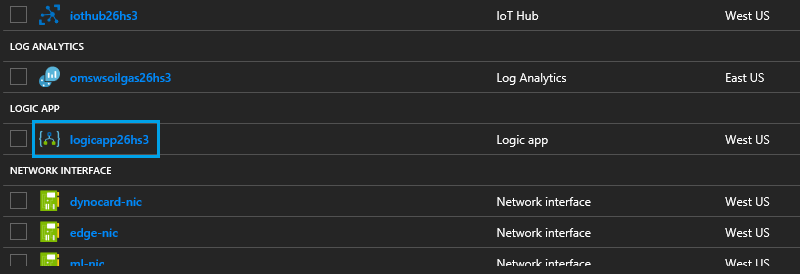 iothub26hs3 IoT Hub West US
LOG ANALYTICS
omswsoilgas26hs3 Log Analytics East US
LOGIC APP
logicapp26hs3 Logic app West US
NETWORK INTERFACE
dynocard-nic Network interface West US
edge-nic Network interface West US
ml-nic Network interface West US